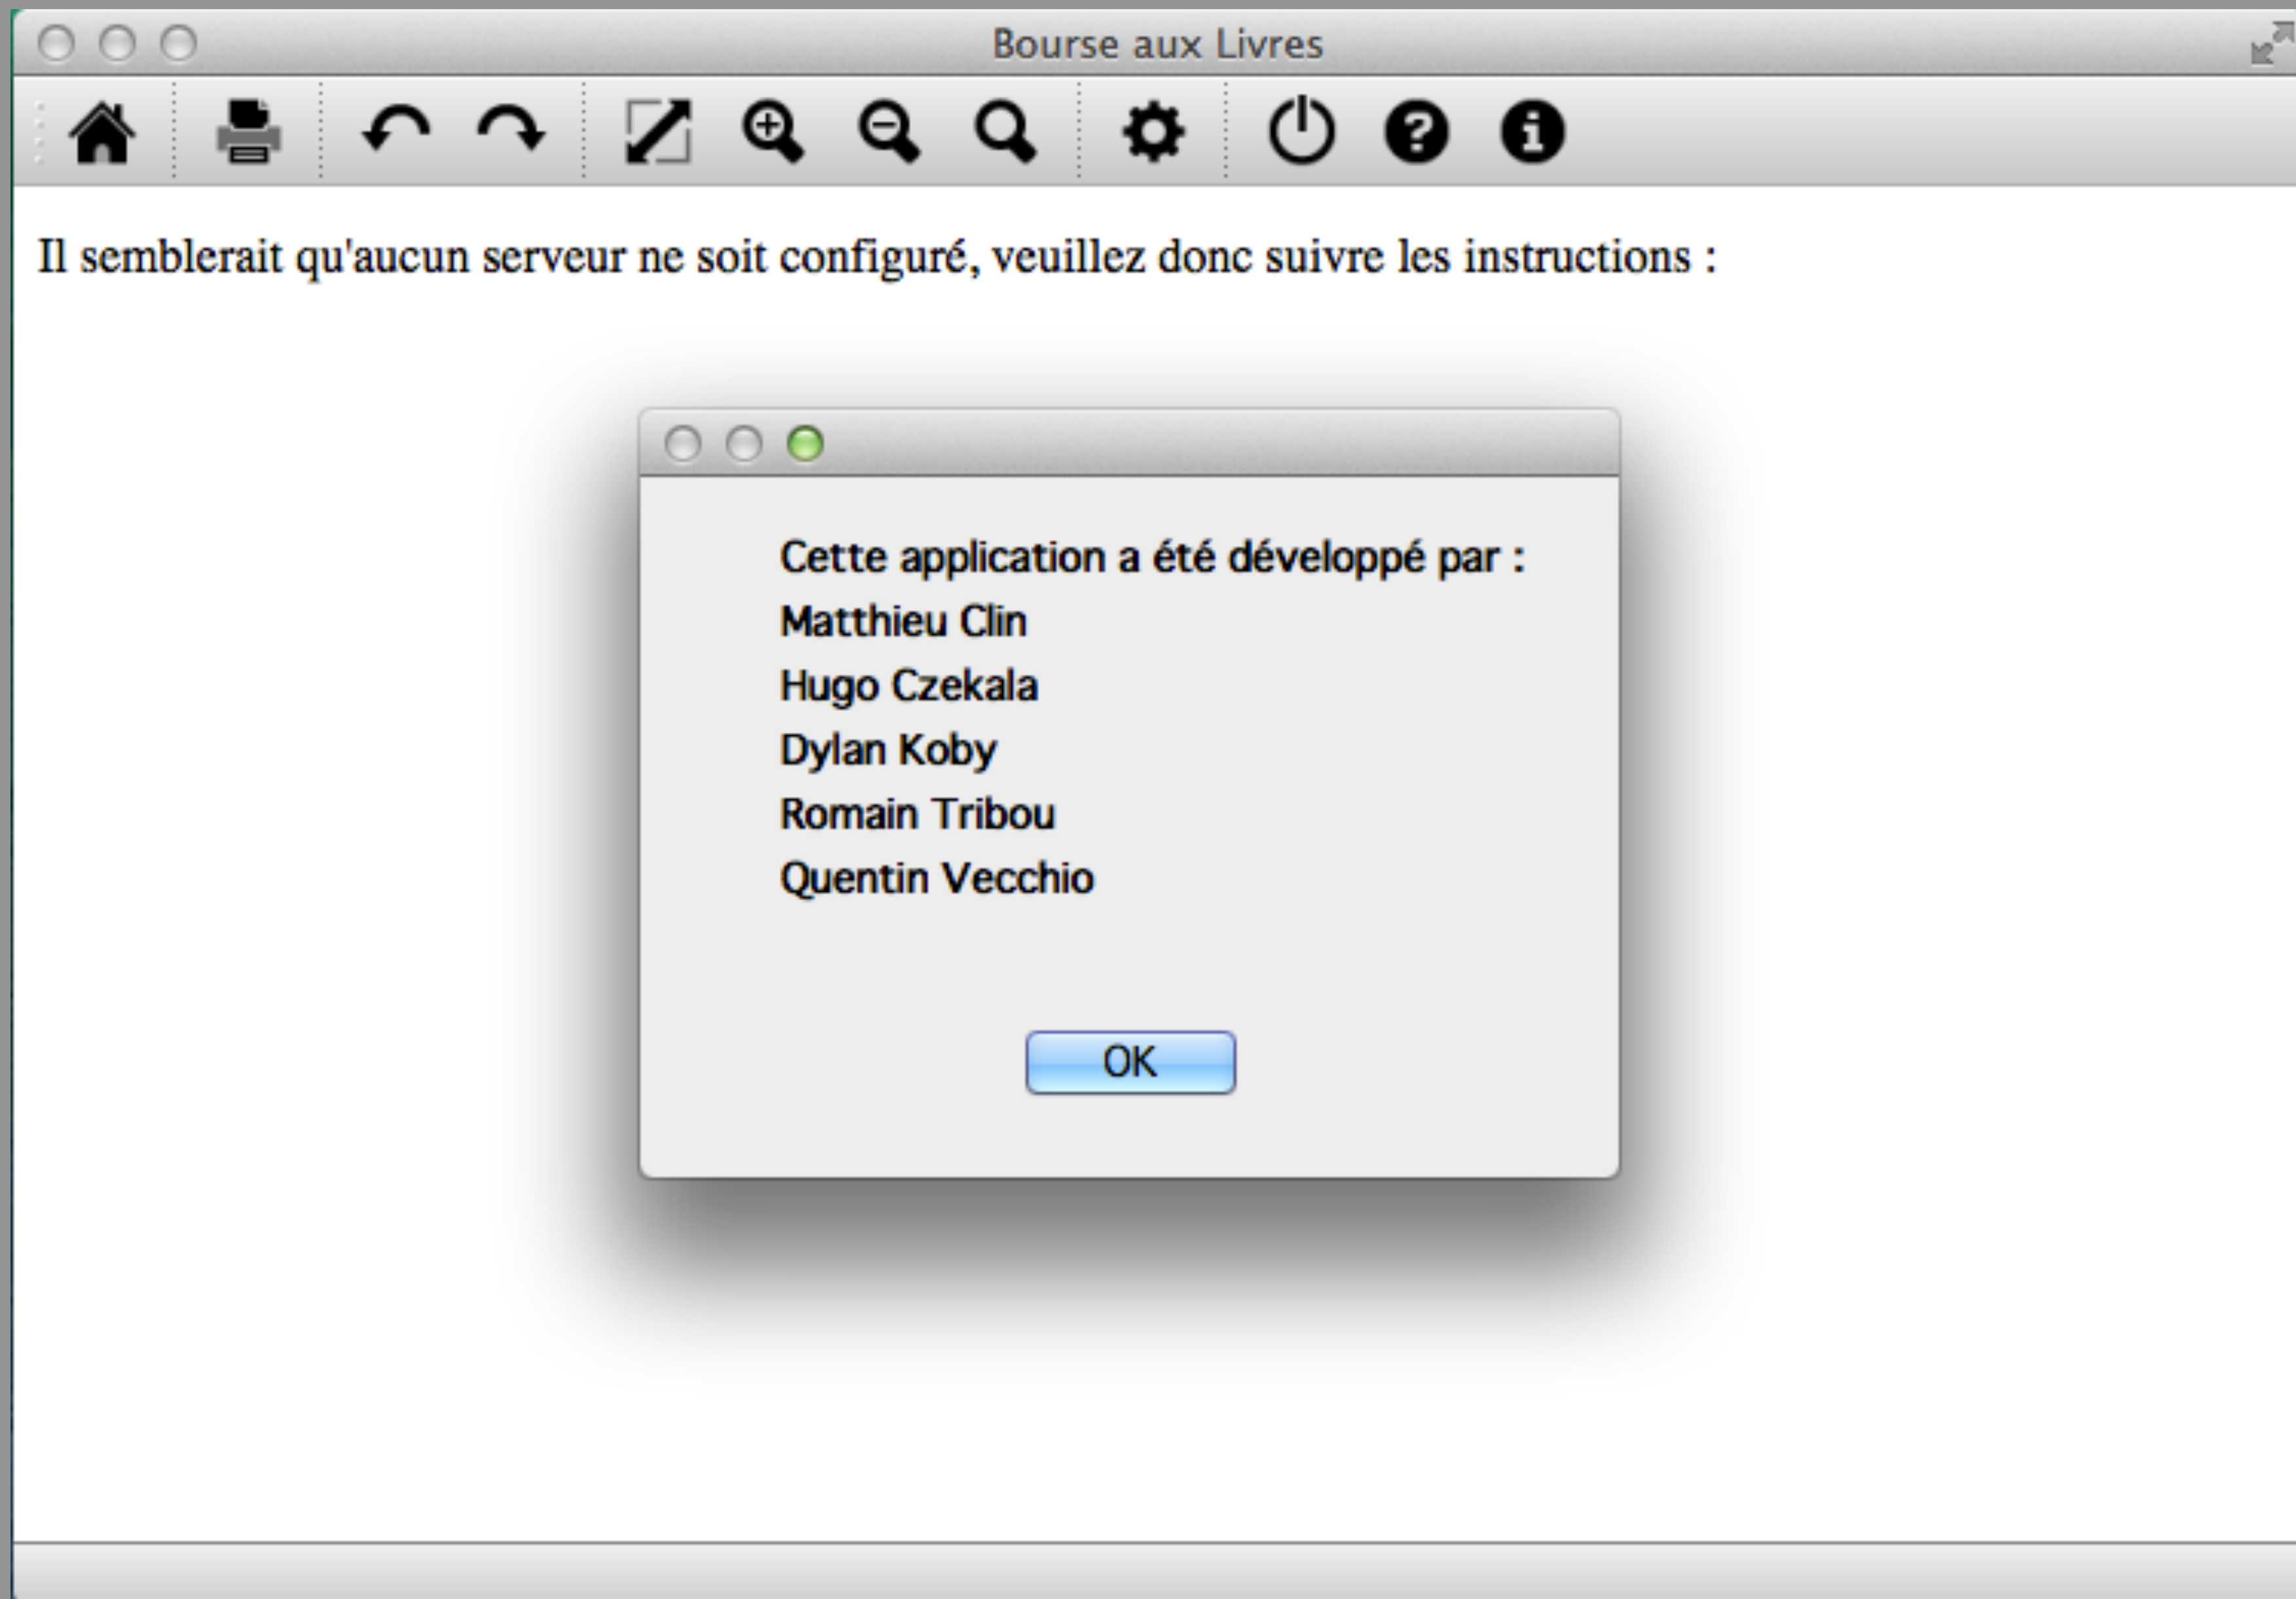 Bourse aux Livres
Il semblerait qu'aucun serveur ne soit configuré, veuillez donc suivre les instructions :
Cette application a été développé par :
Matthieu Clin
Hugo Czekala
Dylan Koby
Romain Tribou
Quentin Vecchio
OK